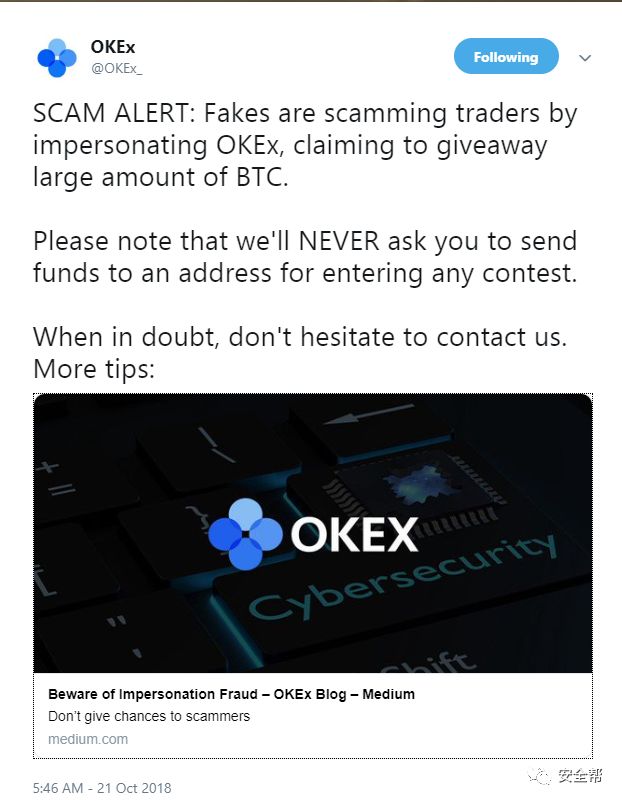 OKEx
@OKEx_
Following
SCAM ALERT: Fakes are scamming traders by
impersonating OKEx, claiming to giveaway
large amount of BTC.
Please note that we'll NEVER ask you to send
funds to an address for entering any contest.
When in doubt, don't hesitate to contact us.
More tips:
OKEX
Cybersecurity
Shift
Beware of Impersonation Fraud – OKEx Blog – Medium
Don't give chances to scammers
medium.com
5:46 AM - 21 Oct 2018
安全帮